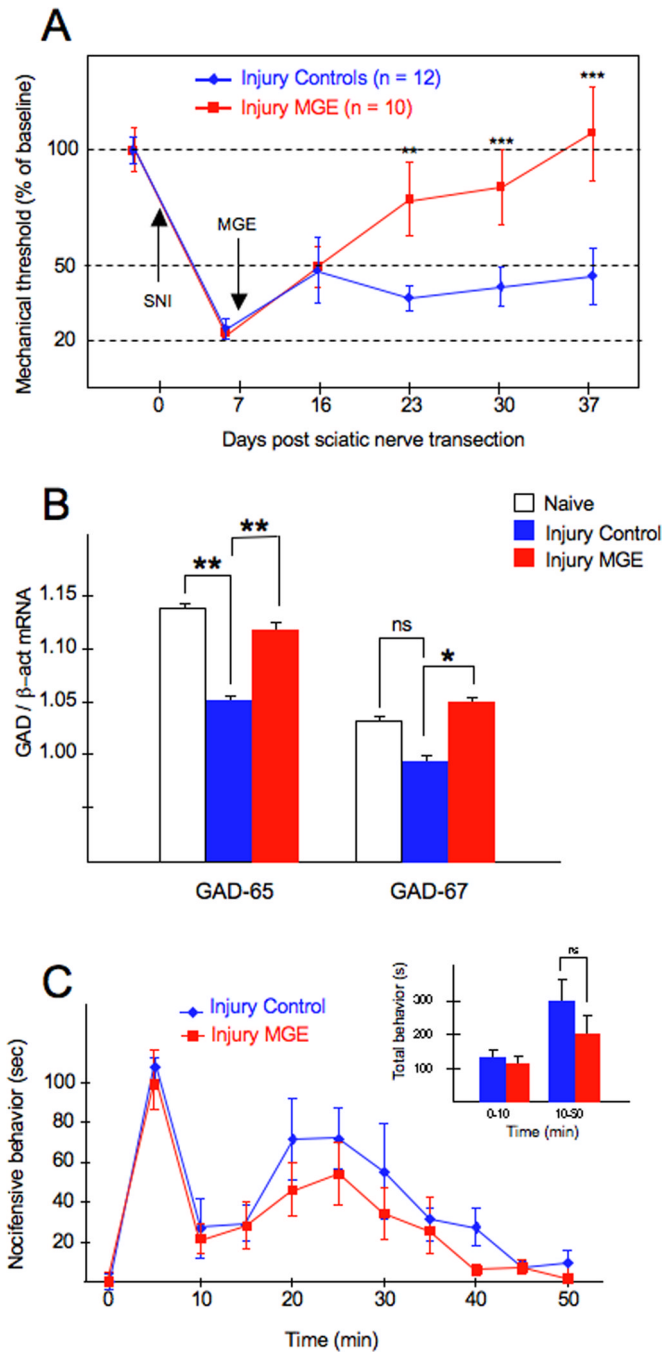 A
Injury Controls (n = 12)
Injury MGE (n = 10)
Mechanical threshold (% of baseline)
100
50
20
SNI
MGE
**
***
***
0 7 16 23 30 37
Days post sciatic nerve transection
B
Naive
Injury Control
Injury MGE
GAD / β-act mRNA
1.15
1.10
1.05
1.00
**
**
ns
*
GAD-65 GAD-67
C
Injury Control
Injury MGE
Nocifensive behavior (sec)
100
80
60
40
20
0 10 20 30 40 50
Time (min)
Total behavior (s)
300
200
100
ns
0-10 10-50
Time (min)